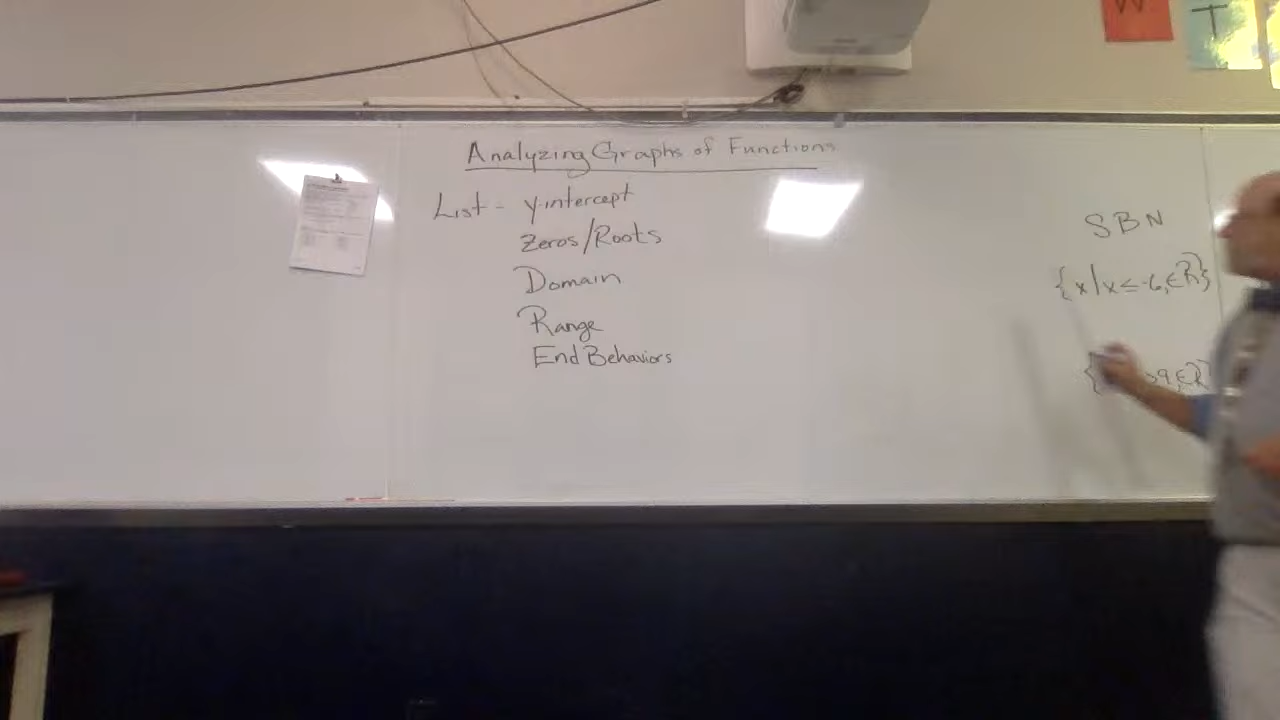 W
T
Analyzing Graphs of Functions
List - y-intercept
Zeros/Roots
Domain
Range
End Behaviors
SBN
{x|x≤-6,∈R}